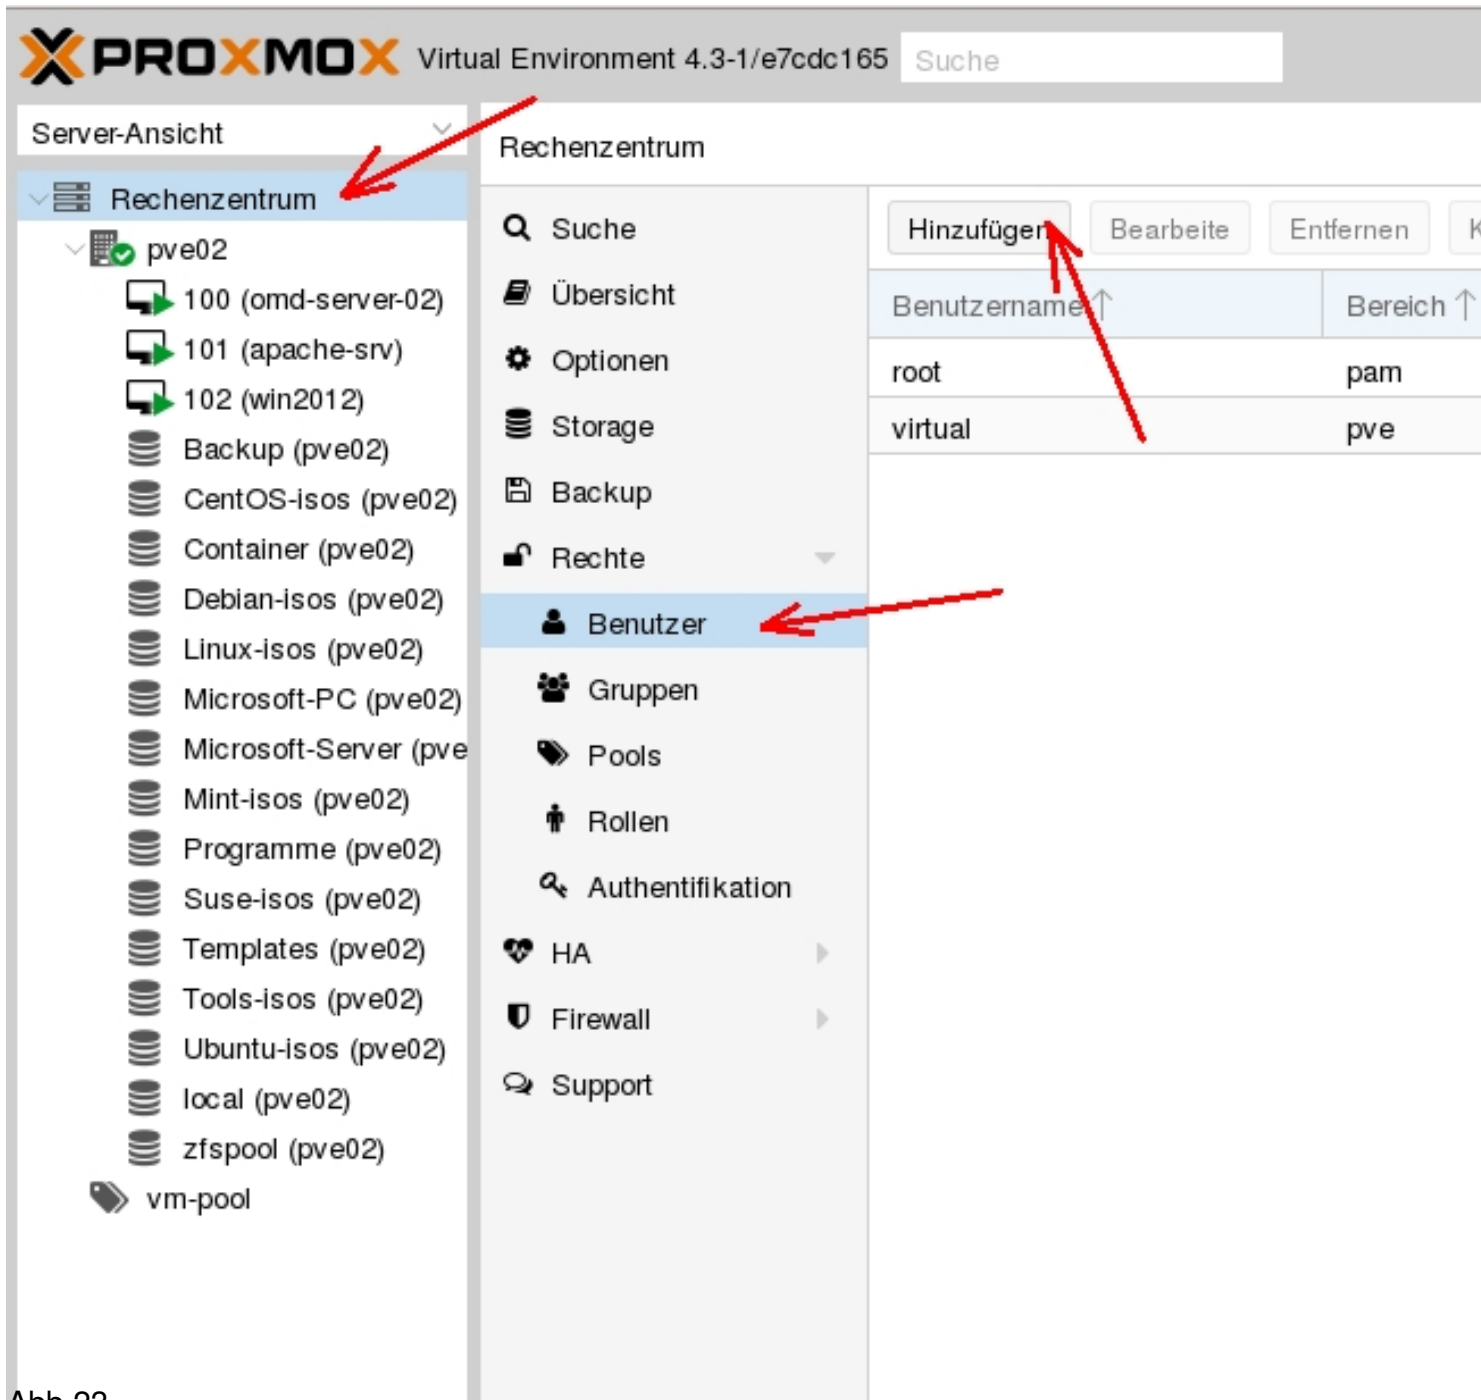 PROXMOX Virtual Environment 4.3-1/e7cdc165 Suche
Server-Ansicht
Rechenzentrum
pve02
100 (omd-server-02)
101 (apache-srv)
102 (win2012)
Backup (pve02)
CentOS-isos (pve02)
Container (pve02)
Debian-isos (pve02)
Linux-isos (pve02)
Microsoft-PC (pve02)
Microsoft-Server (pve
Mint-isos (pve02)
Programme (pve02)
Suse-isos (pve02)
Templates (pve02)
Tools-isos (pve02)
Ubuntu-isos (pve02)
local (pve02)
zfspool (pve02)
vm-pool
Rechenzentrum
Suche
Übersicht
Optionen
Storage
Backup
Rechte
Benutzer
Gruppen
Pools
Rollen
Authentifikation
HA
Firewall
Support
Hinzufügen Bearbeite Entfernen K
Benutzername Bereich
root pam
virtual pve